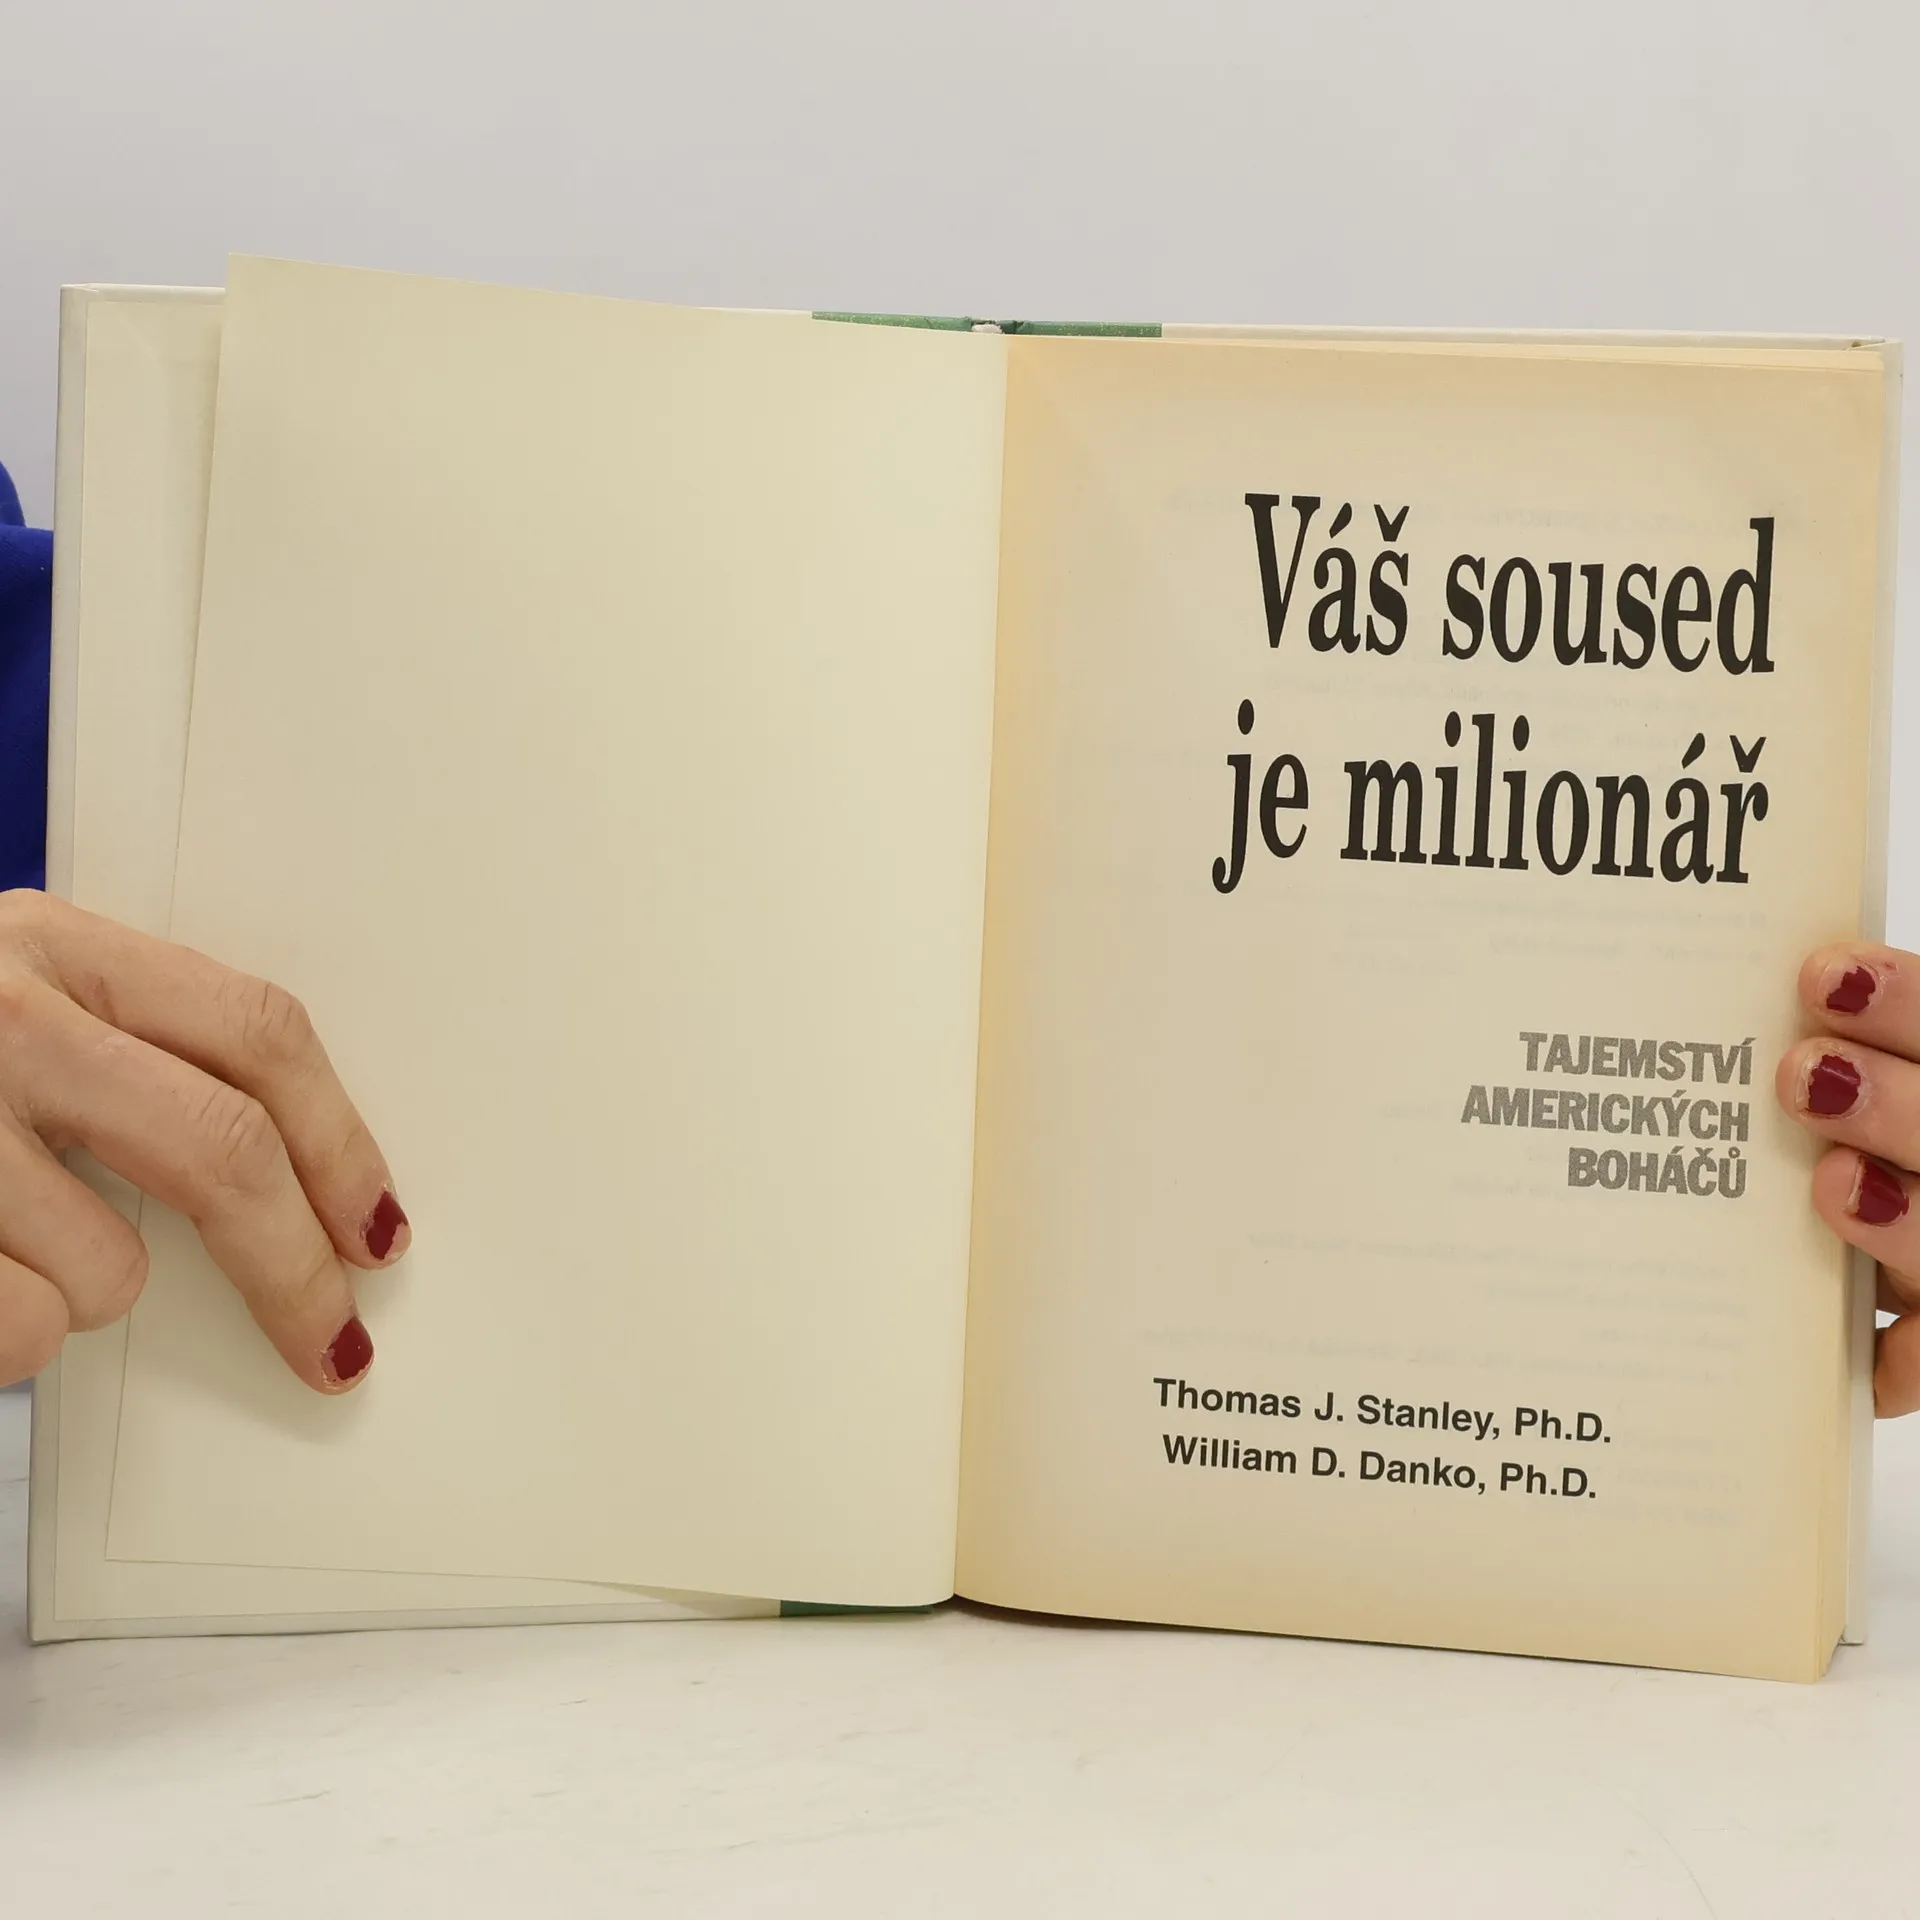 Váš soused
je milionář
TAJEMSTVÍ
AMERICKÝCH
BOHÁČŮ
Thomas J. Stanley, Ph.D.
William D. Danko, Ph.D.